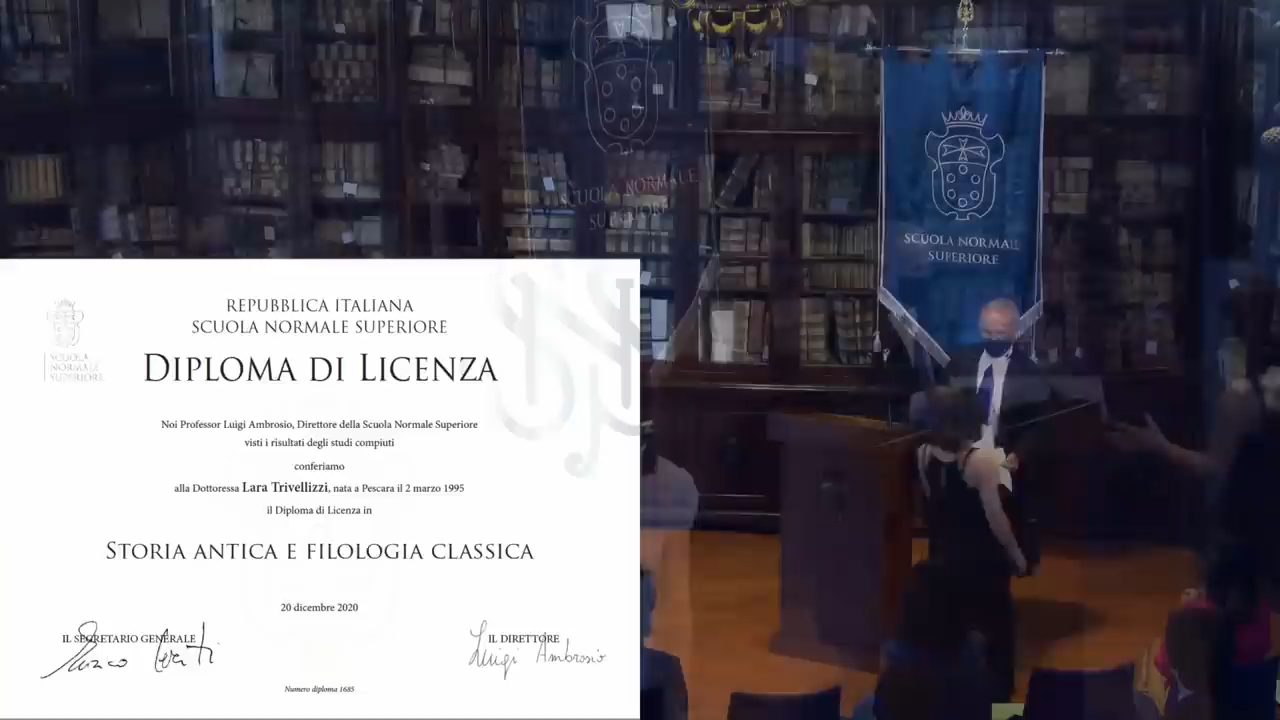 SCUOLA NORMALE
SUPERIORE
SCUOLA NORMALE
SUPERIORE
REPUBBLICA ITALIANA
SCUOLA NORMALE SUPERIORE
SCUOLA
NORMALE
SUPERIORE
DIPLOMA DI LICENZA
Noi Professor Luigi Ambrosio, Direttore della Scuola Normale Superiore
visti i risultati degli studi compiuti
conferiamo
alla Dottoressa Lara Trivellizzi, nata a Pescara il 2 marzo 1995
il Diploma di Licenza in
STORIA ANTICA E FILOLOGIA CLASSICA
20 dicembre 2020
IL SEGRETARIO GENERALE
IL DIRETTORE
Luigi Ambrosio
Numero diploma 1685